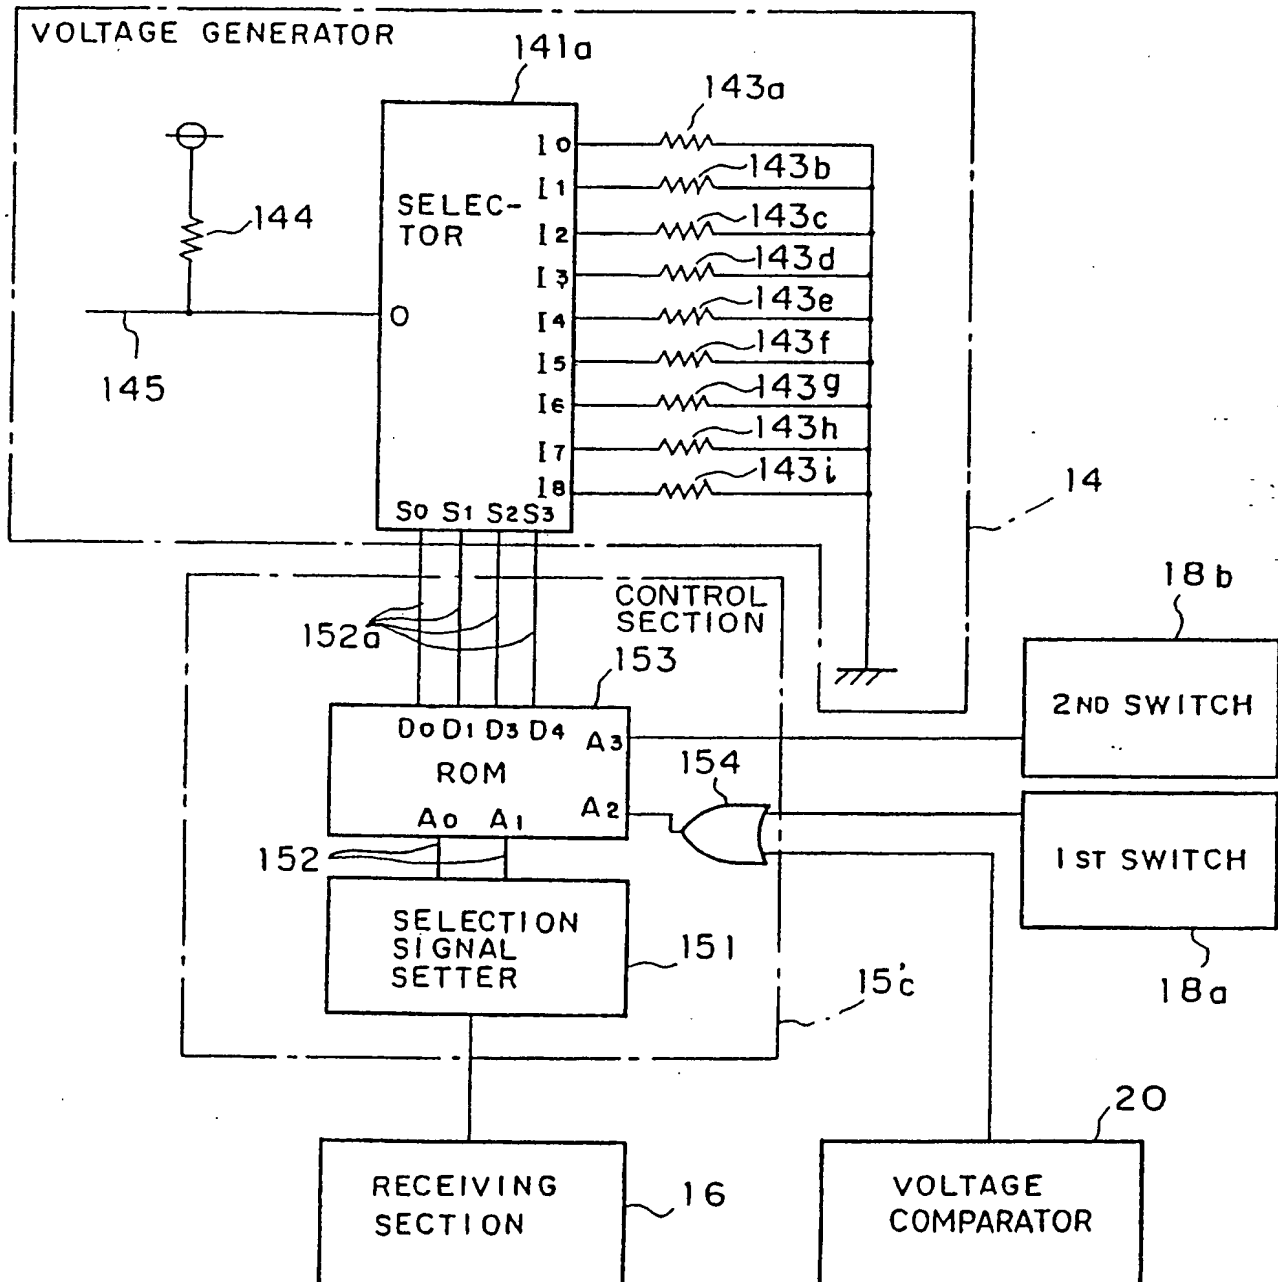 VOLTAGE GENERATOR
141a
143a
I0
143b
I1
SELEC-
TOR
144
143c
I2
143d
I3
143e
I4
O
145
143f
I5
143g
I6
143h
I7
143i
I8
S0 S1 S2 S3
14
CONTROL
SECTION
152a
153
18b
2ND SWITCH
D0 D1 D3 D4
A3
ROM
154
A2
A0 A1
152
1ST SWITCH
SELECTION
SIGNAL
SETTER
151
15'c
18a
20
RECEIVING
SECTION
16
VOLTAGE
COMPARATOR